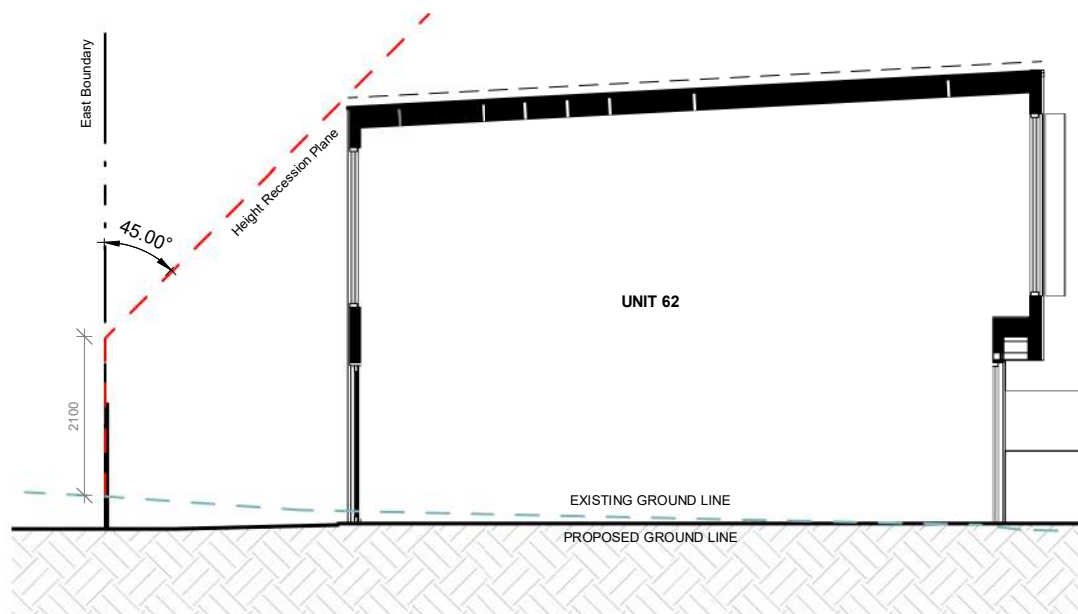 East Boundary
Height Recession Plane
45.00°
UNIT 62
2100
EXISTING GROUND LINE
PROPOSED GROUND LINE